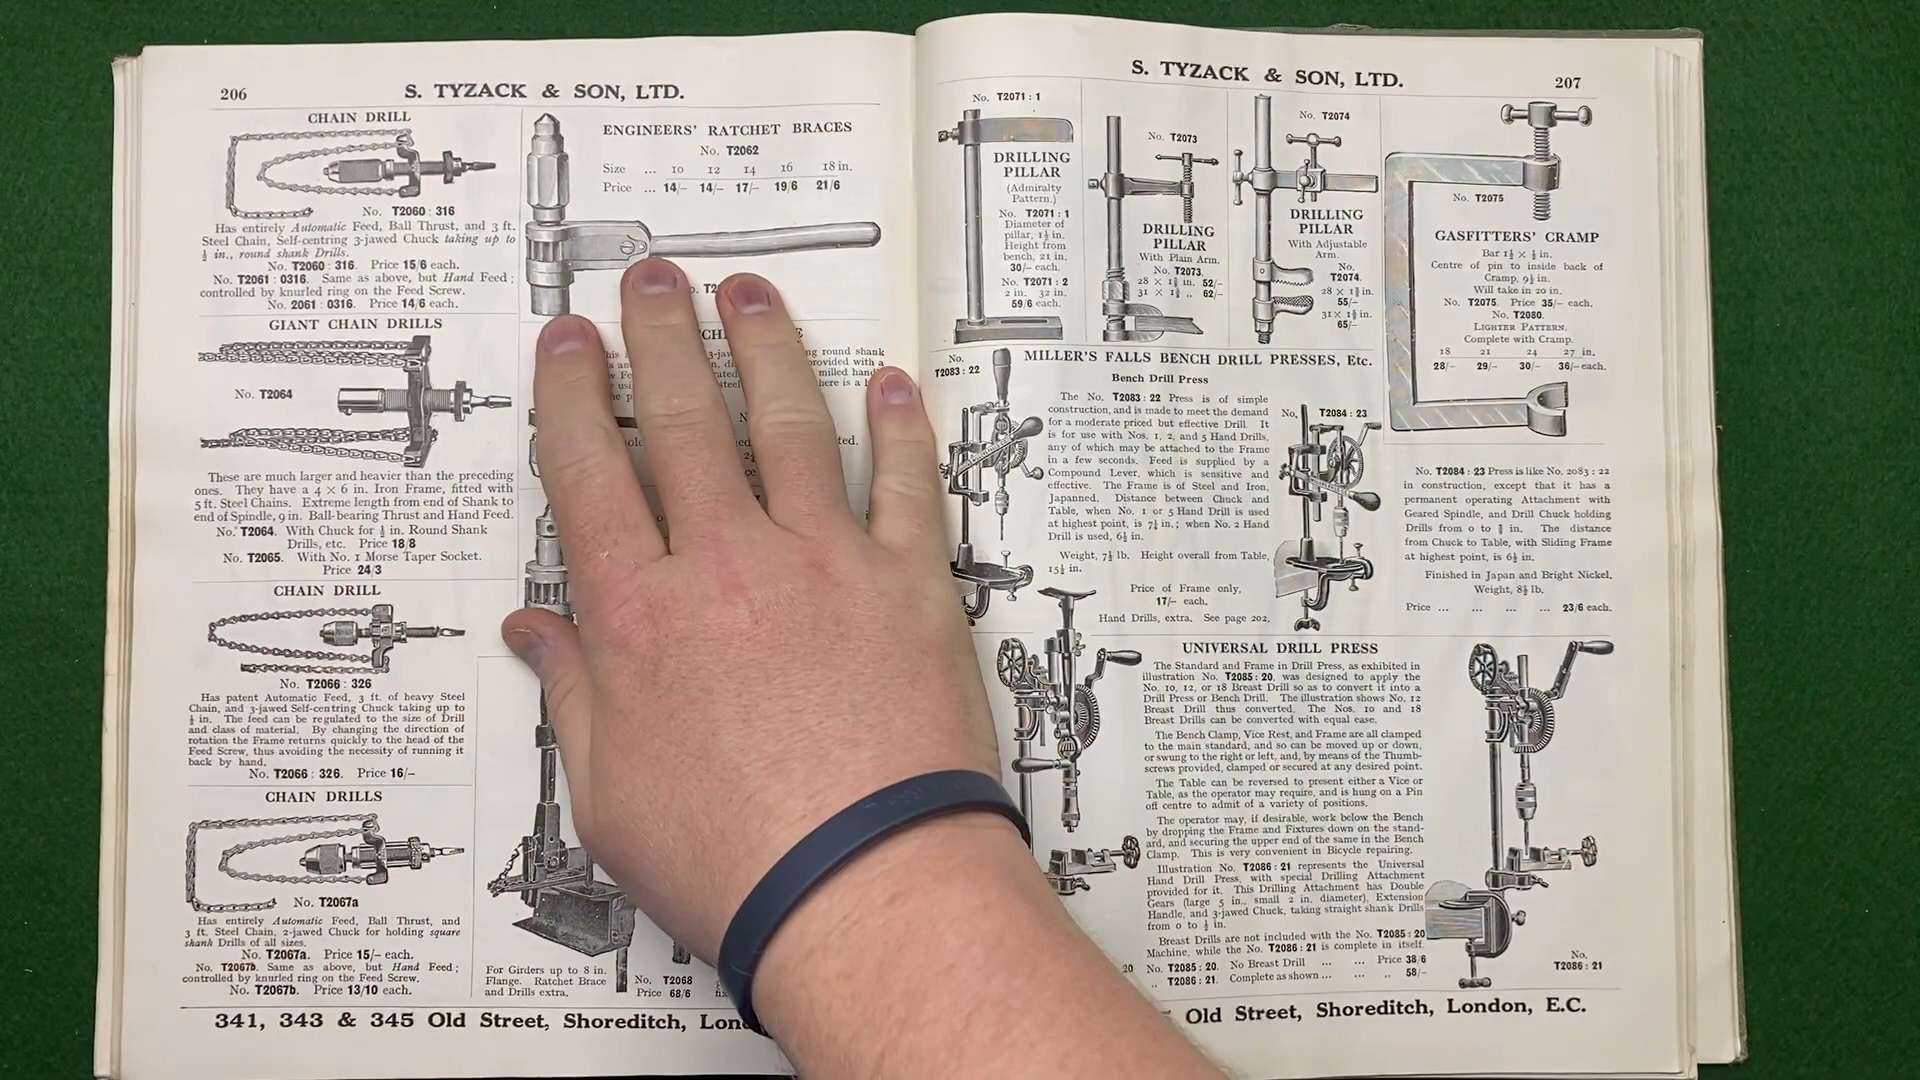 206
S. TYZACK & SON, LTD.
CHAIN DRILL
No. T2060 : 316
Has entirely Automatic Feed, Ball Thrust, and 3 ft.
Steel Chain, Self-centring 3-jawed Chuck taking up to
½ in., round shank Drills.
No. T2060 : 316. Price 15/6 each.
No. T2061 : 0316. Same as above, but Hand Feed;
controlled by knurled ring on the Feed Screw.
No. 2061 : 0316. Price 14/6 each.
GIANT CHAIN DRILLS
No. T2064
These are much larger and heavier than the preceding
ones. They have a 4 × 6 in. Iron Frame, fitted with
5 ft. Steel Chains. Extreme length from end of Shank to
end of Spindle, 9 in. Ball-bearing Thrust and Hand Feed.
No. T2064. With Chuck for ½ in. Round Shank
Drills, etc. Price 18/8
No. T2065. With No. 1 Morse Taper Socket.
Price 24/3
CHAIN DRILL
No. T2066 : 326
Has patent Automatic Feed, 3 ft. of heavy Steel
Chain, and 3-jawed Self-centring Chuck taking up to
½ in. The feed can be regulated to the size of Drill
and class of material. By changing the direction of
rotation the Frame returns quickly to the head of the
Feed Screw, thus avoiding the necessity of running it
back by hand.
No. T2066 : 326. Price 16/–
CHAIN DRILLS
No. T2067a
Has entirely Automatic Feed, Ball Thrust, and
3 ft. Steel Chain, 2-jawed Chuck for holding square
shank Drills of all sizes.
No. T2067a. Price 15/– each.
No. T2067b. Same as above, but Hand Feed;
controlled by knurled ring on the Feed Screw.
No. T2067b. Price 13/10 each.
ENGINEERS' RATCHET BRACES
No. T2062
Size ... 10 12 14 16 18 in.
Price ... 14/– 14/– 17/– 19/6 21/6
3-jaw
ng round shank
provided with a
milled
steel
here is a
For Girders up to 8 in.
Flange. Ratchet Brace
and Drills extra.
No. T2068
Price 68/6
341, 343 & 345 Old Street, Shoreditch,
S. TYZACK & SON, LTD.
207
No. T2071 : 1
DRILLING
PILLAR
(Admiralty
Pattern.)
No. T2071 : 1
Diameter of
pillar, 1½ in.
Height from
bench, 21 in.
30/– each.
No. T2071 : 2
2 in. 32 in.
59/6 each.
No. T2073
DRILLING
PILLAR
With Plain Arm.
No. T2073.
28 × in. 52/–
31 × „ 62/–
No. T2074
DRILLING
PILLAR
With Adjustable
Arm.
No.
T2074.
28 × in.
55/–
31 × in.
65/–
No. T2075
GASFITTERS' CRAMP
Bar 1½ × ½ in.
Centre of pin to inside back of
Cramp, 9½ in.
Will take in 20 in.
No. T2075. Price 35/– each.
No. T2080.
LIGHTER PATTERN.
Complete with Cramp.
18 21 24 27 in.
28/– 29/– 30/– 36/– each.
MILLER'S FALLS BENCH DRILL PRESSES, Etc.
No.
T2083 : 22
Bench Drill Press
The No. T2083 : 22 Press is of simple
construction, and is made to meet the demand
for a moderate priced but effective Drill. It
is for use with Nos. 1, 2, and 5 Hand Drills,
any of which may be attached to the Frame
in a few seconds. Feed is supplied by a
Compound Lever, which is sensitive and
effective. The Frame is of Steel and Iron,
Japanned. Distance between Chuck and
Table, when No. 1 or 5 Hand Drill is used
at highest point, is 7¼ in.; when No. 2 Hand
Drill is used, 6½ in.
Weight, 7½ lb. Height overall from Table,
15½ in.
Price of Frame only,
17/– each.
Hand Drills, extra. See page 202.
No. T2084 : 23
No. T2084 : 23 Press is like No. 2083 : 22
in construction, except that it has a
permanent operating Attachment with
Geared Spindle, and Drill Chuck holding
Drills from 0 to in. The distance
from Chuck to Table, with Sliding Frame
at highest point, is 6½ in.
Finished in Japan and Bright Nickel.
Weight, 8½ lb.
Price ... ... ... ... 23/6 each.
UNIVERSAL DRILL PRESS
The Standard and Frame in Drill Press, as exhibited in
illustration No. T2085 : 20, was designed to apply the
No. 10, 12, or 18 Breast Drill so as to convert it into a
Drill Press or Bench Drill. The illustration shows No. 12
Breast Drill thus converted. The Nos. 10 and 18
Breast Drills can be converted with equal ease.
The Bench Clamp, Vice Rest, and Frame are all clamped
to the main standard, and so can be moved up or down,
or swung to the right or left, and, by means of the Thumb-
screws provided, clamped or secured at any desired point.
The Table can be reversed to present either a Vice or
Table, as the operator may require, and is hung on a Pin
off centre to admit of a variety of positions.
The operator may, if desirable, work below the Bench
by dropping the Frame and Fixtures down on the stand-
ard, and securing the upper end of the same in the Bench
Clamp. This is very convenient in Bicycle repairing.
Illustration No. T2086 : 21 represents the Universal
Hand Drill Press, with special Drilling Attachment
provided for it. This Drilling Attachment has Double
Gears (large 5 in., small 2 in. diameter), Extension
Handle, and 3-jawed Chuck, taking straight shank Drills
from 0 to ½ in.
Breast Drills are not included with the No. T2085 : 20
Machine, while the No. T2086 : 21 is complete in itself.
20 No. T2085 : 20. No Breast Drill ... ... Price 38/6
„ T2086 : 21. Complete as shown ... ... „ 58/–
No.
T2086 : 21
Old Street, Shoreditch, London, E.C.